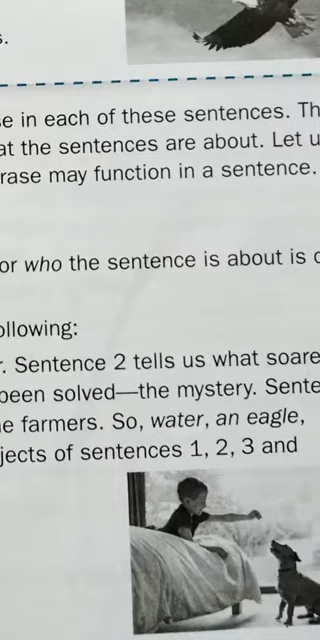 s.
se in each of these sentences. Th
at the sentences are about. Let u
rase may function in a sentence.
or who the sentence is about is c
ollowing:
r. Sentence 2 tells us what soare
been solved—the mystery. Sente
e farmers. So, water, an eagle,
jects of sentences 1, 2, 3 and